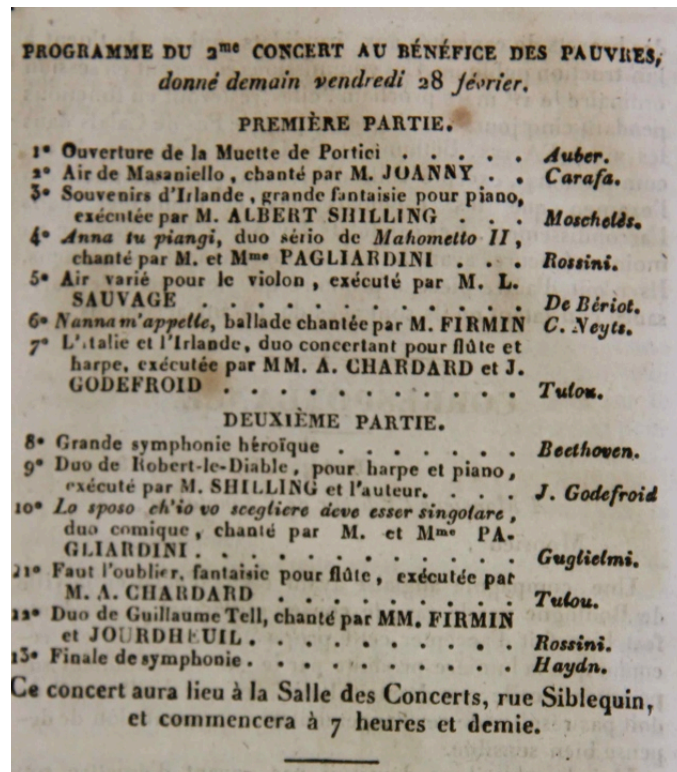 PROGRAMME DU 2me CONCERT AU BÉNÉFICE DES PAUVRES,
donné demain vendredi 28 février.
PREMIÈRE PARTIE.
1° Ouverture de la Muette de Portici . . . . . Auber.
2° Air de Masaniello, chanté par M. JOANNY . . Carafa.
3° Souvenirs d'Irlande, grande fantaisie pour piano,
exécutée par M. ALBERT SHILLING . . . Moschelès.
4° Anna tu piangi, duo sério de Mahometto II,
chanté par M. et Mme PAGLIARDINI . . . Rossini.
5° Air varié pour le violon, exécuté par M. L.
SAUVAGE . . . . . . . . . . . De Bériot.
6° Nanna m'appelle, ballade chantée par M. FIRMIN C. Neyts.
7° L'Italie et l'Irlande, duo concertant pour flûte et
harpe, exécutée par MM. A. CHARDARD et J.
GODEFROID . . . . . . . . . . . Tulou.
DEUXIÈME PARTIE.
8° Grande symphonie héroïque . . . . . . . Beethoven.
9° Duo de Robert-le-Diable, pour harpe et piano,
exécuté par M. SHILLING et l'auteur. . . . J. Godefroid
10° Lo sposo ch'io vo scegliere deve esser singolare,
duo comique, chanté par M. et Mme PA-
GLIARDINI . . . . . . . . . . . Guglielmi.
11° Faut l'oublier, fantaisie pour flûte, exécutée par
M. A. CHARDARD . . . . . . . . Tulou.
12° Duo de Guillaume Tell, chanté par MM. FIRMIN
et JOURDHEUIL . . . . . . . . . Rossini.
13° Finale de symphonie . . . . . . . . . Haydn.
Ce concert aura lieu à la Salle des Concerts, rue Siblequin,
et commencera à 7 heures et demie.